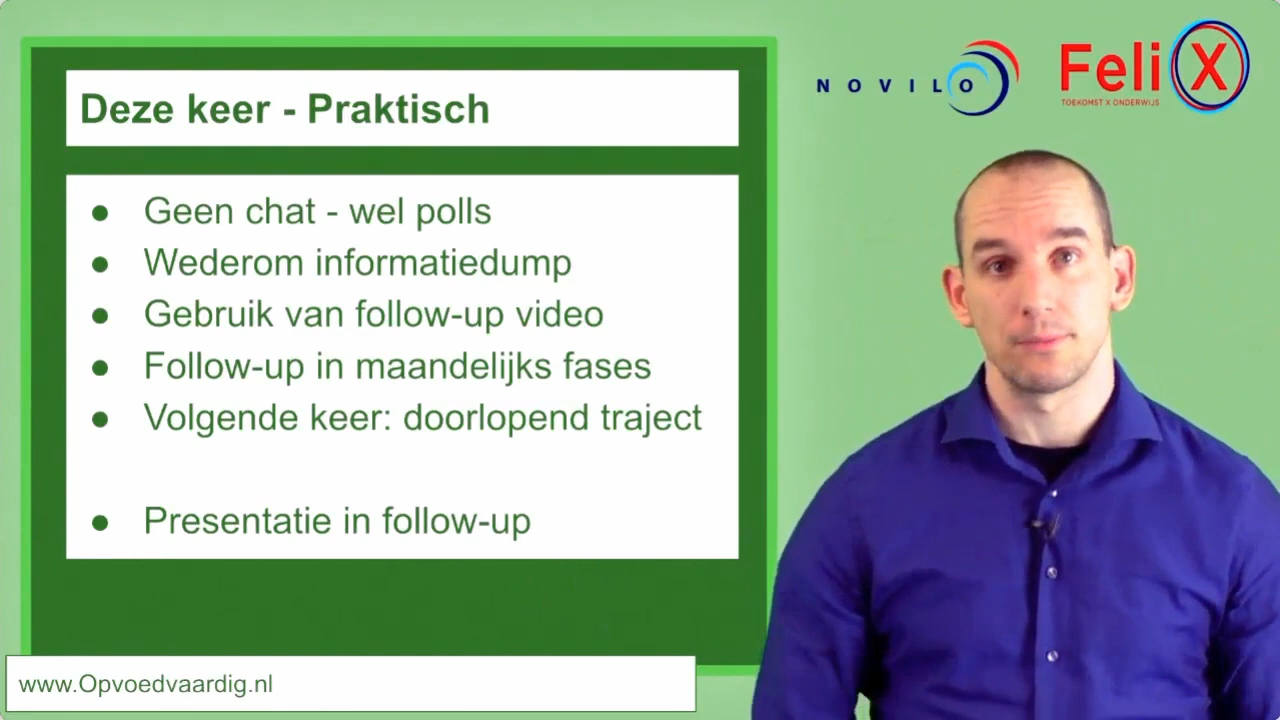 Deze keer - Praktisch
● Geen chat - wel polls
● Wederom informatiedump
● Gebruik van follow-up video
● Follow-up in maandelijks fases
● Volgende keer: doorlopend traject
● Presentatie in follow-up
www.Opvoedvaardig.nl
NOVILO
FeliX
TOEKOMST X ONDERWIJS